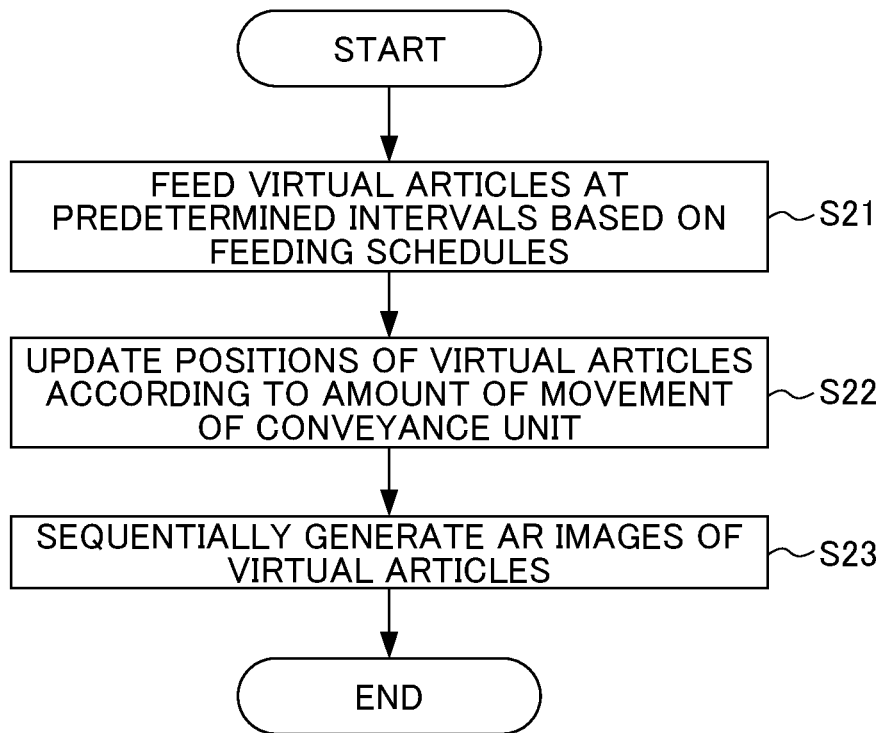 START
FEED VIRTUAL ARTICLES AT
PREDETERMINED INTERVALS BASED ON
FEEDING SCHEDULES
S21
UPDATE POSITIONS OF VIRTUAL ARTICLES
ACCORDING TO AMOUNT OF MOVEMENT
OF CONVEYANCE UNIT
S22
SEQUENTIALLY GENERATE AR IMAGES OF
VIRTUAL ARTICLES
S23
END